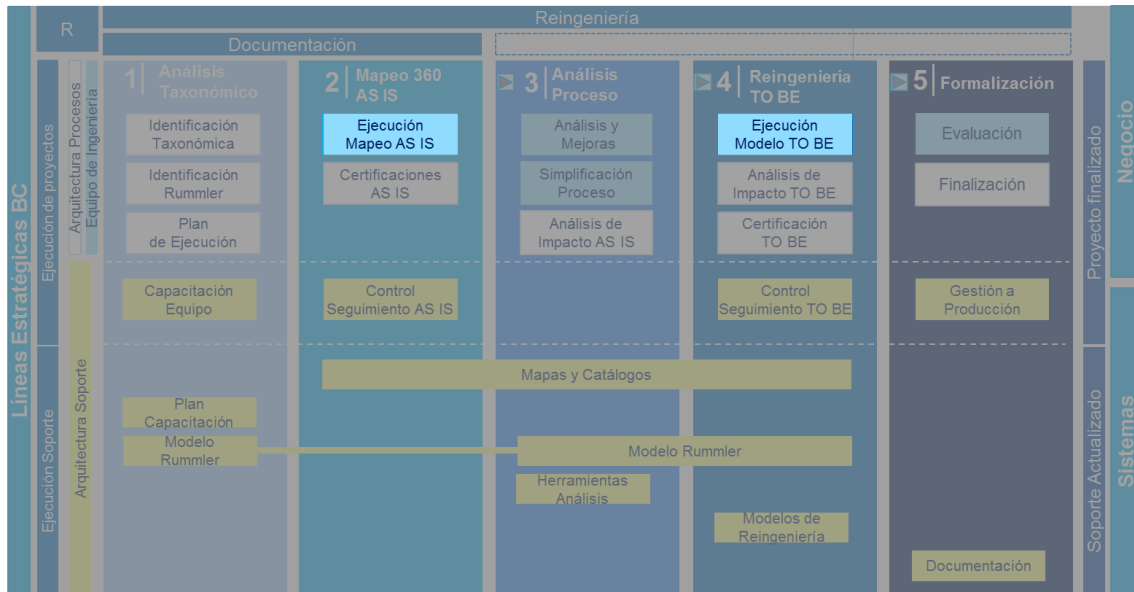 R
Reingeniería
Documentación
Líneas Estratégicas BC
Ejecución de proyectos
Arquitectura Procesos
Equipo de Ingeniería
1 Análisis
Taxonómico
Identificación
Taxonómica
Identificación
Rummler
Plan
de Ejecución
Capacitación
Equipo
2 Mapeo 360
AS IS
Ejecución
Mapeo AS IS
Certificaciones
AS IS
Control
Seguimiento AS IS
3 Análisis
Proceso
Análisis y
Mejoras
Simplificación
Proceso
Análisis de
Impacto AS IS
4 Reingeniería
TO BE
Ejecución
Modelo TO BE
Análisis de
Impacto TO BE
Certificación
TO BE
Control
Seguimiento TO BE
5 Formalización
Evaluación
Finalización
Gestión a
Producción
Proyecto finalizado
Negocio
Ejecución Soporte
Arquitectura Soporte
Mapas y Catálogos
Plan
Capacitación
Modelo
Rummler
Modelo Rummler
Herramientas
Análisis
Modelos de
Reingeniería
Documentación
Soporte Actualizado
Sistemas